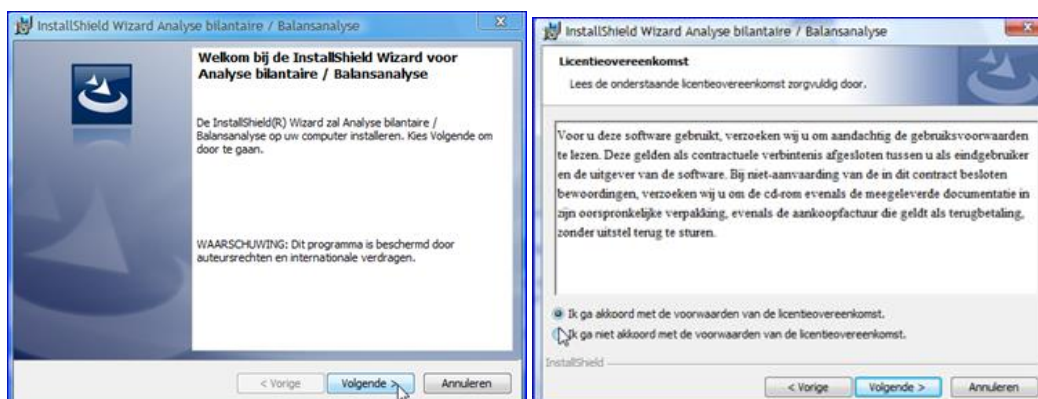 InstallShield Wizard Analyse bilantaire / Balansanalyse
Welkom bij de InstallShield Wizard voor
Analyse bilantaire / Balansanalyse
De InstallShield(R) Wizard zal Analyse bilantaire /
Balansanalyse op uw computer installeren. Kies Volgende om
door te gaan.
WAARSCHUWING: Dit programma is beschermd door
auteursrechten en internationale verdragen.
< Vorige
Volgende >
Annuleren
InstallShield Wizard Analyse bilantaire / Balansanalyse
Licentieovereenkomst
Lees de onderstaande licentieovereenkomst zorgvuldig door.
Voor u deze software gebruikt, verzoeken wij u om aandachtig de gebruiksvoorwaarden
te lezen. Deze gelden als contractuele verbintenis afgesloten tussen u als eindgebruiker
en de uitgever van de software. Bij niet-aanvaarding van de in dit contract besloten
bewoordingen, verzoeken wij u om de cd-rom evenals de meegeleverde documentatie in
zijn oorspronkelijke verpakking, evenals de aankoopfactuur die geldt als terugbetaling,
zonder uitstel terug te sturen.
Ik ga akkoord met de voorwaarden van de licentieovereenkomst.
Ik ga niet akkoord met de voorwaarden van de licentieovereenkomst.
InstallShield
< Vorige
Volgende >
Annuleren